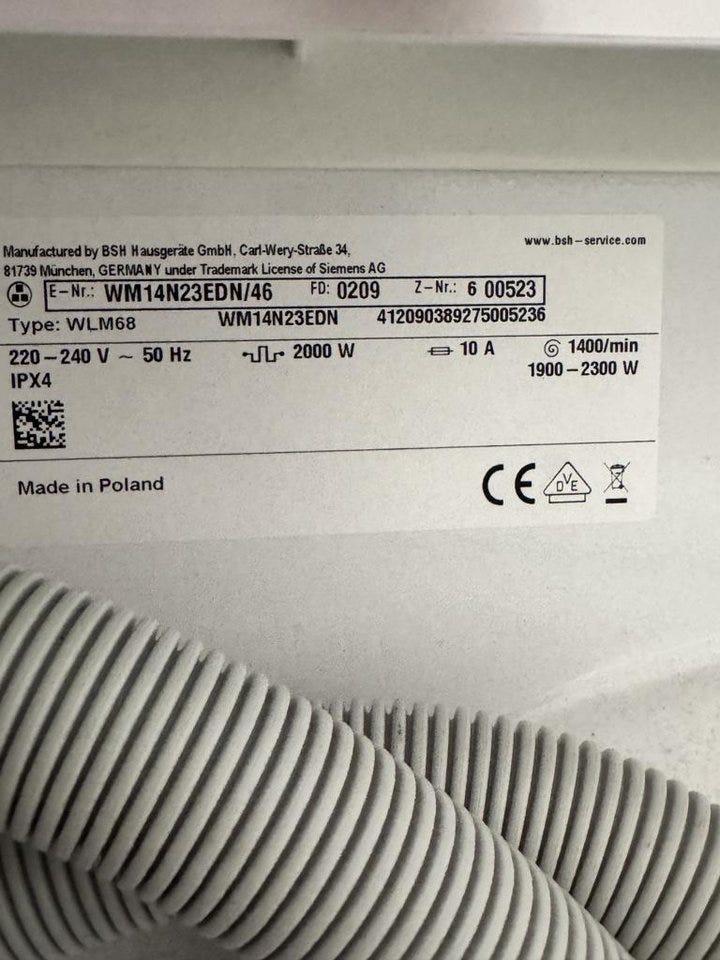 Manufactured by BSH Hausgeräte GmbH, Carl-Wery-Straße 34,
81739 München, GERMANY under Trademark License of Siemens AG
www.bsh-service.com
E-Nr.: WM14N23EDN/46 FD: 0209 Z-Nr.: 6 00523
Type: WLM68 WM14N23EDN 412090389275005236
220-240 V ~ 50 Hz 2000 W 10 A 1400/min
IPX4 1900-2300 W
Made in Poland CE DVE